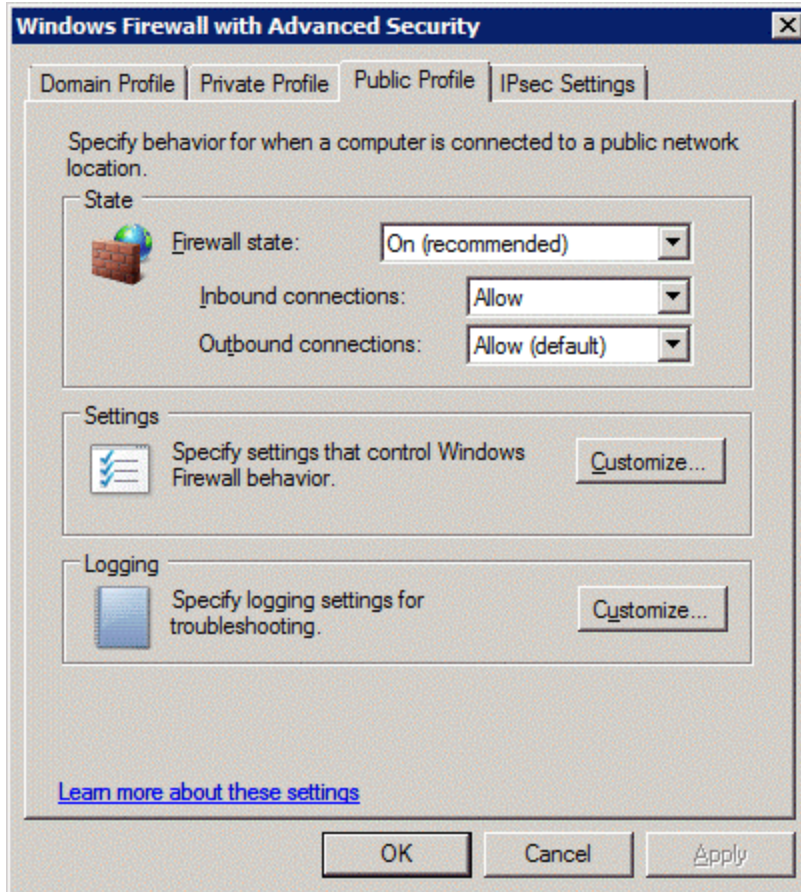 Windows Firewall with Advanced Security
Domain Profile Private Profile Public Profile IPsec Settings
Specify behavior for when a computer is connected to a public network
location.
State
Firewall state: On (recommended)
Inbound connections: Allow
Outbound connections: Allow (default)
Settings
Specify settings that control Windows
Firewall behavior.
Customize...
Logging
Specify logging settings for
troubleshooting.
Customize...
Learn more about these settings
OK Cancel Apply